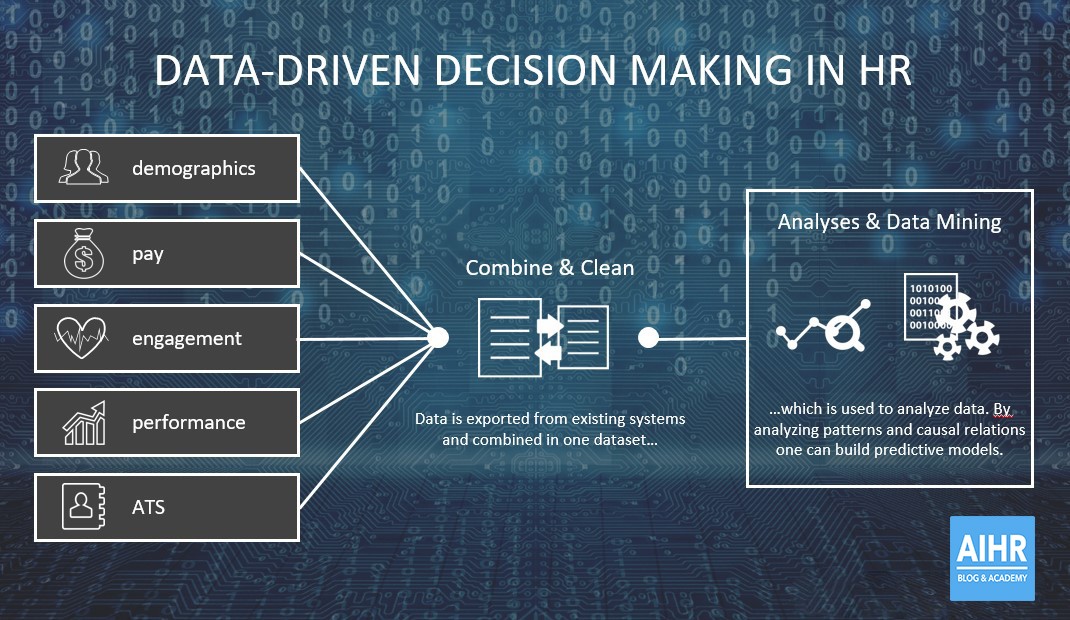 DATA-DRIVEN DECISION MAKING IN HR
demographics
pay
engagement
performance
ATS
Combine & Clean
Data is exported from existing systems
and combined in one dataset...
Analyses & Data Mining
1010100
00110
0010000
...which is used to analyze data. By
analyzing patterns and causal relations
one can build predictive models.
AIHR
BLOG & ACADEMY